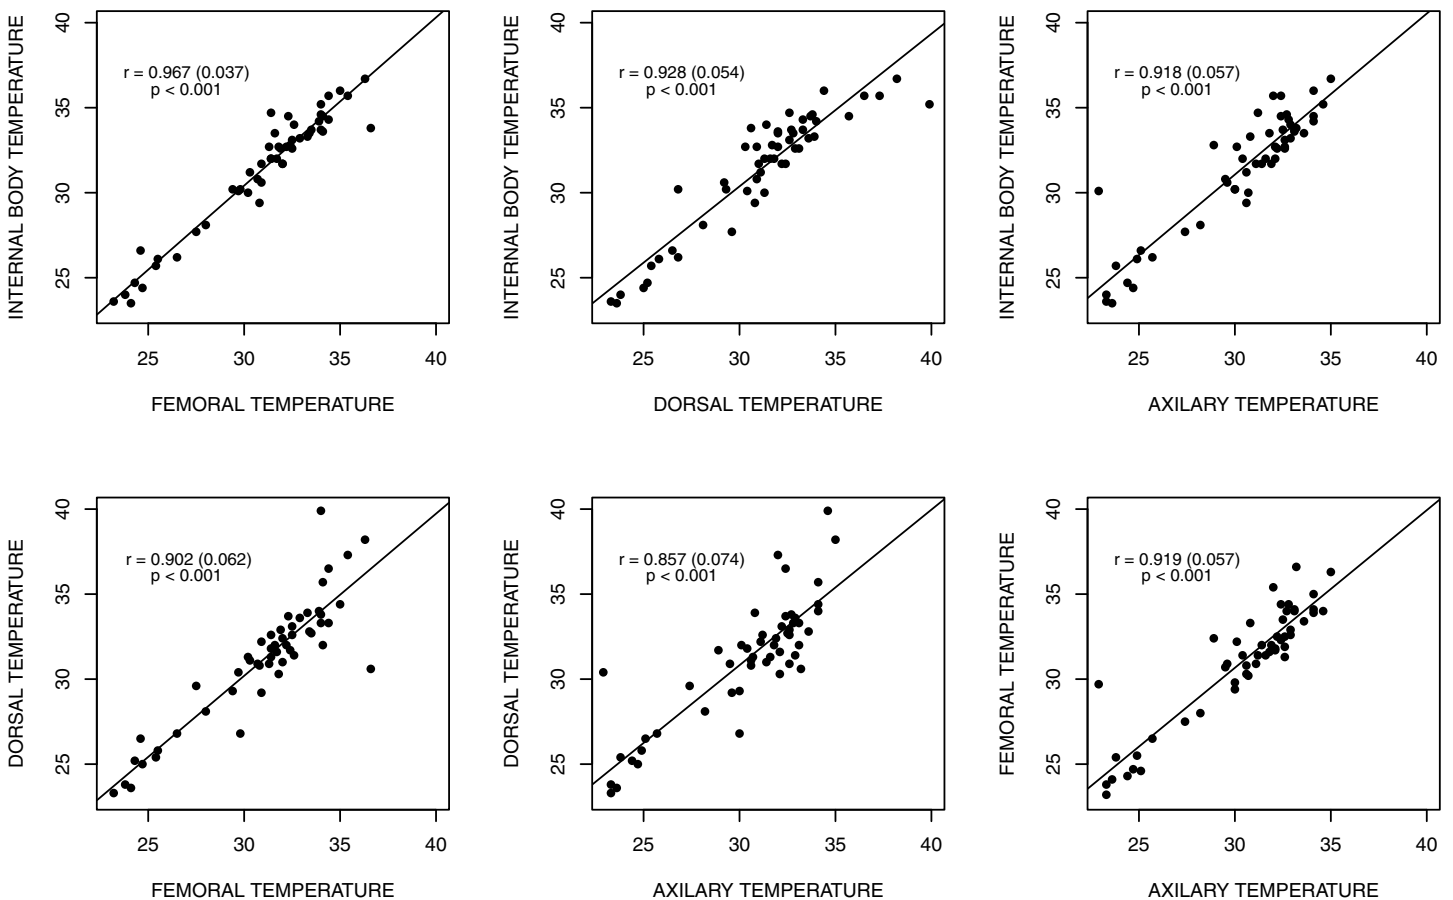 INTERNAL BODY TEMPERATURE
40
35
30
25
r = 0.967 (0.037)
p < 0.001
25 30 35 40
FEMORAL TEMPERATURE
INTERNAL BODY TEMPERATURE
40
35
30
25
r = 0.928 (0.054)
p < 0.001
25 30 35 40
DORSAL TEMPERATURE
INTERNAL BODY TEMPERATURE
40
35
30
25
r = 0.918 (0.057)
p < 0.001
25 30 35 40
AXILARY TEMPERATURE
DORSAL TEMPERATURE
40
35
30
25
r = 0.902 (0.062)
p < 0.001
25 30 35 40
FEMORAL TEMPERATURE
DORSAL TEMPERATURE
40
35
30
25
r = 0.857 (0.074)
p < 0.001
25 30 35 40
AXILARY TEMPERATURE
FEMORAL TEMPERATURE
40
35
30
25
r = 0.919 (0.057)
p < 0.001
25 30 35 40
AXILARY TEMPERATURE